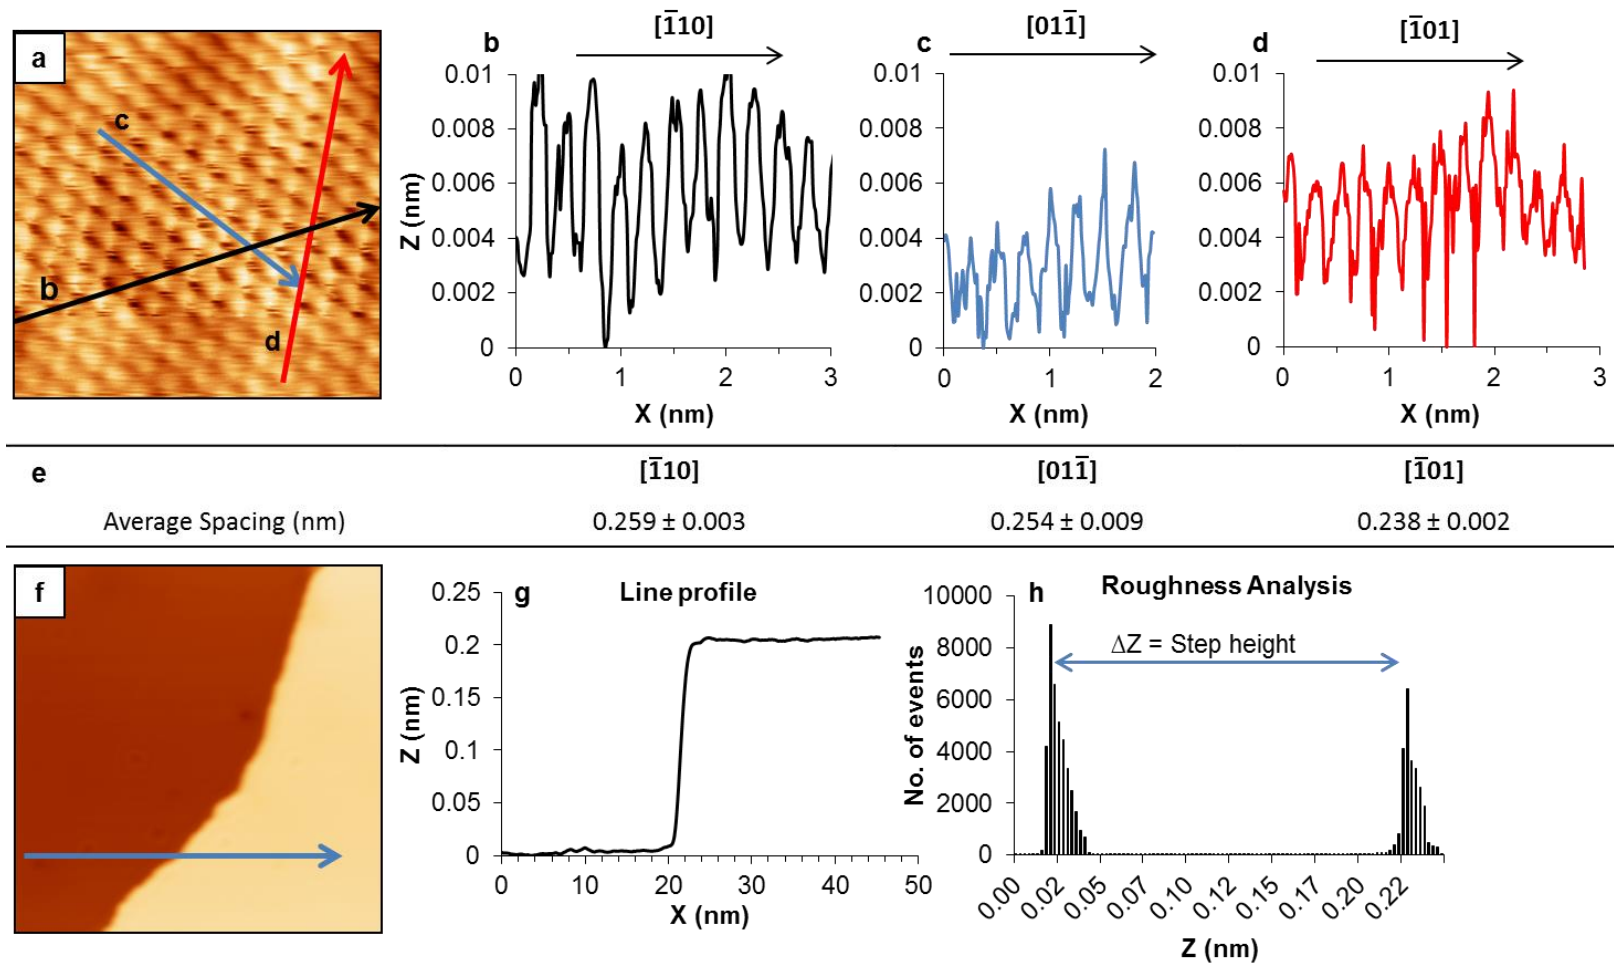 a
c
b
d
b
[1̅10]
0.01
0.008
0.006
0.004
0.002
0
Z (nm)
0
1
2
3
X (nm)
c
[011̅]
0.01
0.008
0.006
0.004
0.002
0
0
1
2
X (nm)
d
[1̅01]
0.01
0.008
0.006
0.004
0.002
0
0
1
2
3
X (nm)
e
[1̅10]
[011̅]
[1̅01]
Average Spacing (nm)
0.259 ± 0.003
0.254 ± 0.009
0.238 ± 0.002
f
g
Line profile
0.25
0.2
0.15
0.1
0.05
0
Z (nm)
0
10
20
30
40
50
X (nm)
h
Roughness Analysis
ΔZ = Step height
10000
8000
6000
4000
2000
0
No. of events
0.00
0.02
0.05
0.07
0.10
0.12
0.15
0.17
0.20
0.22
Z (nm)